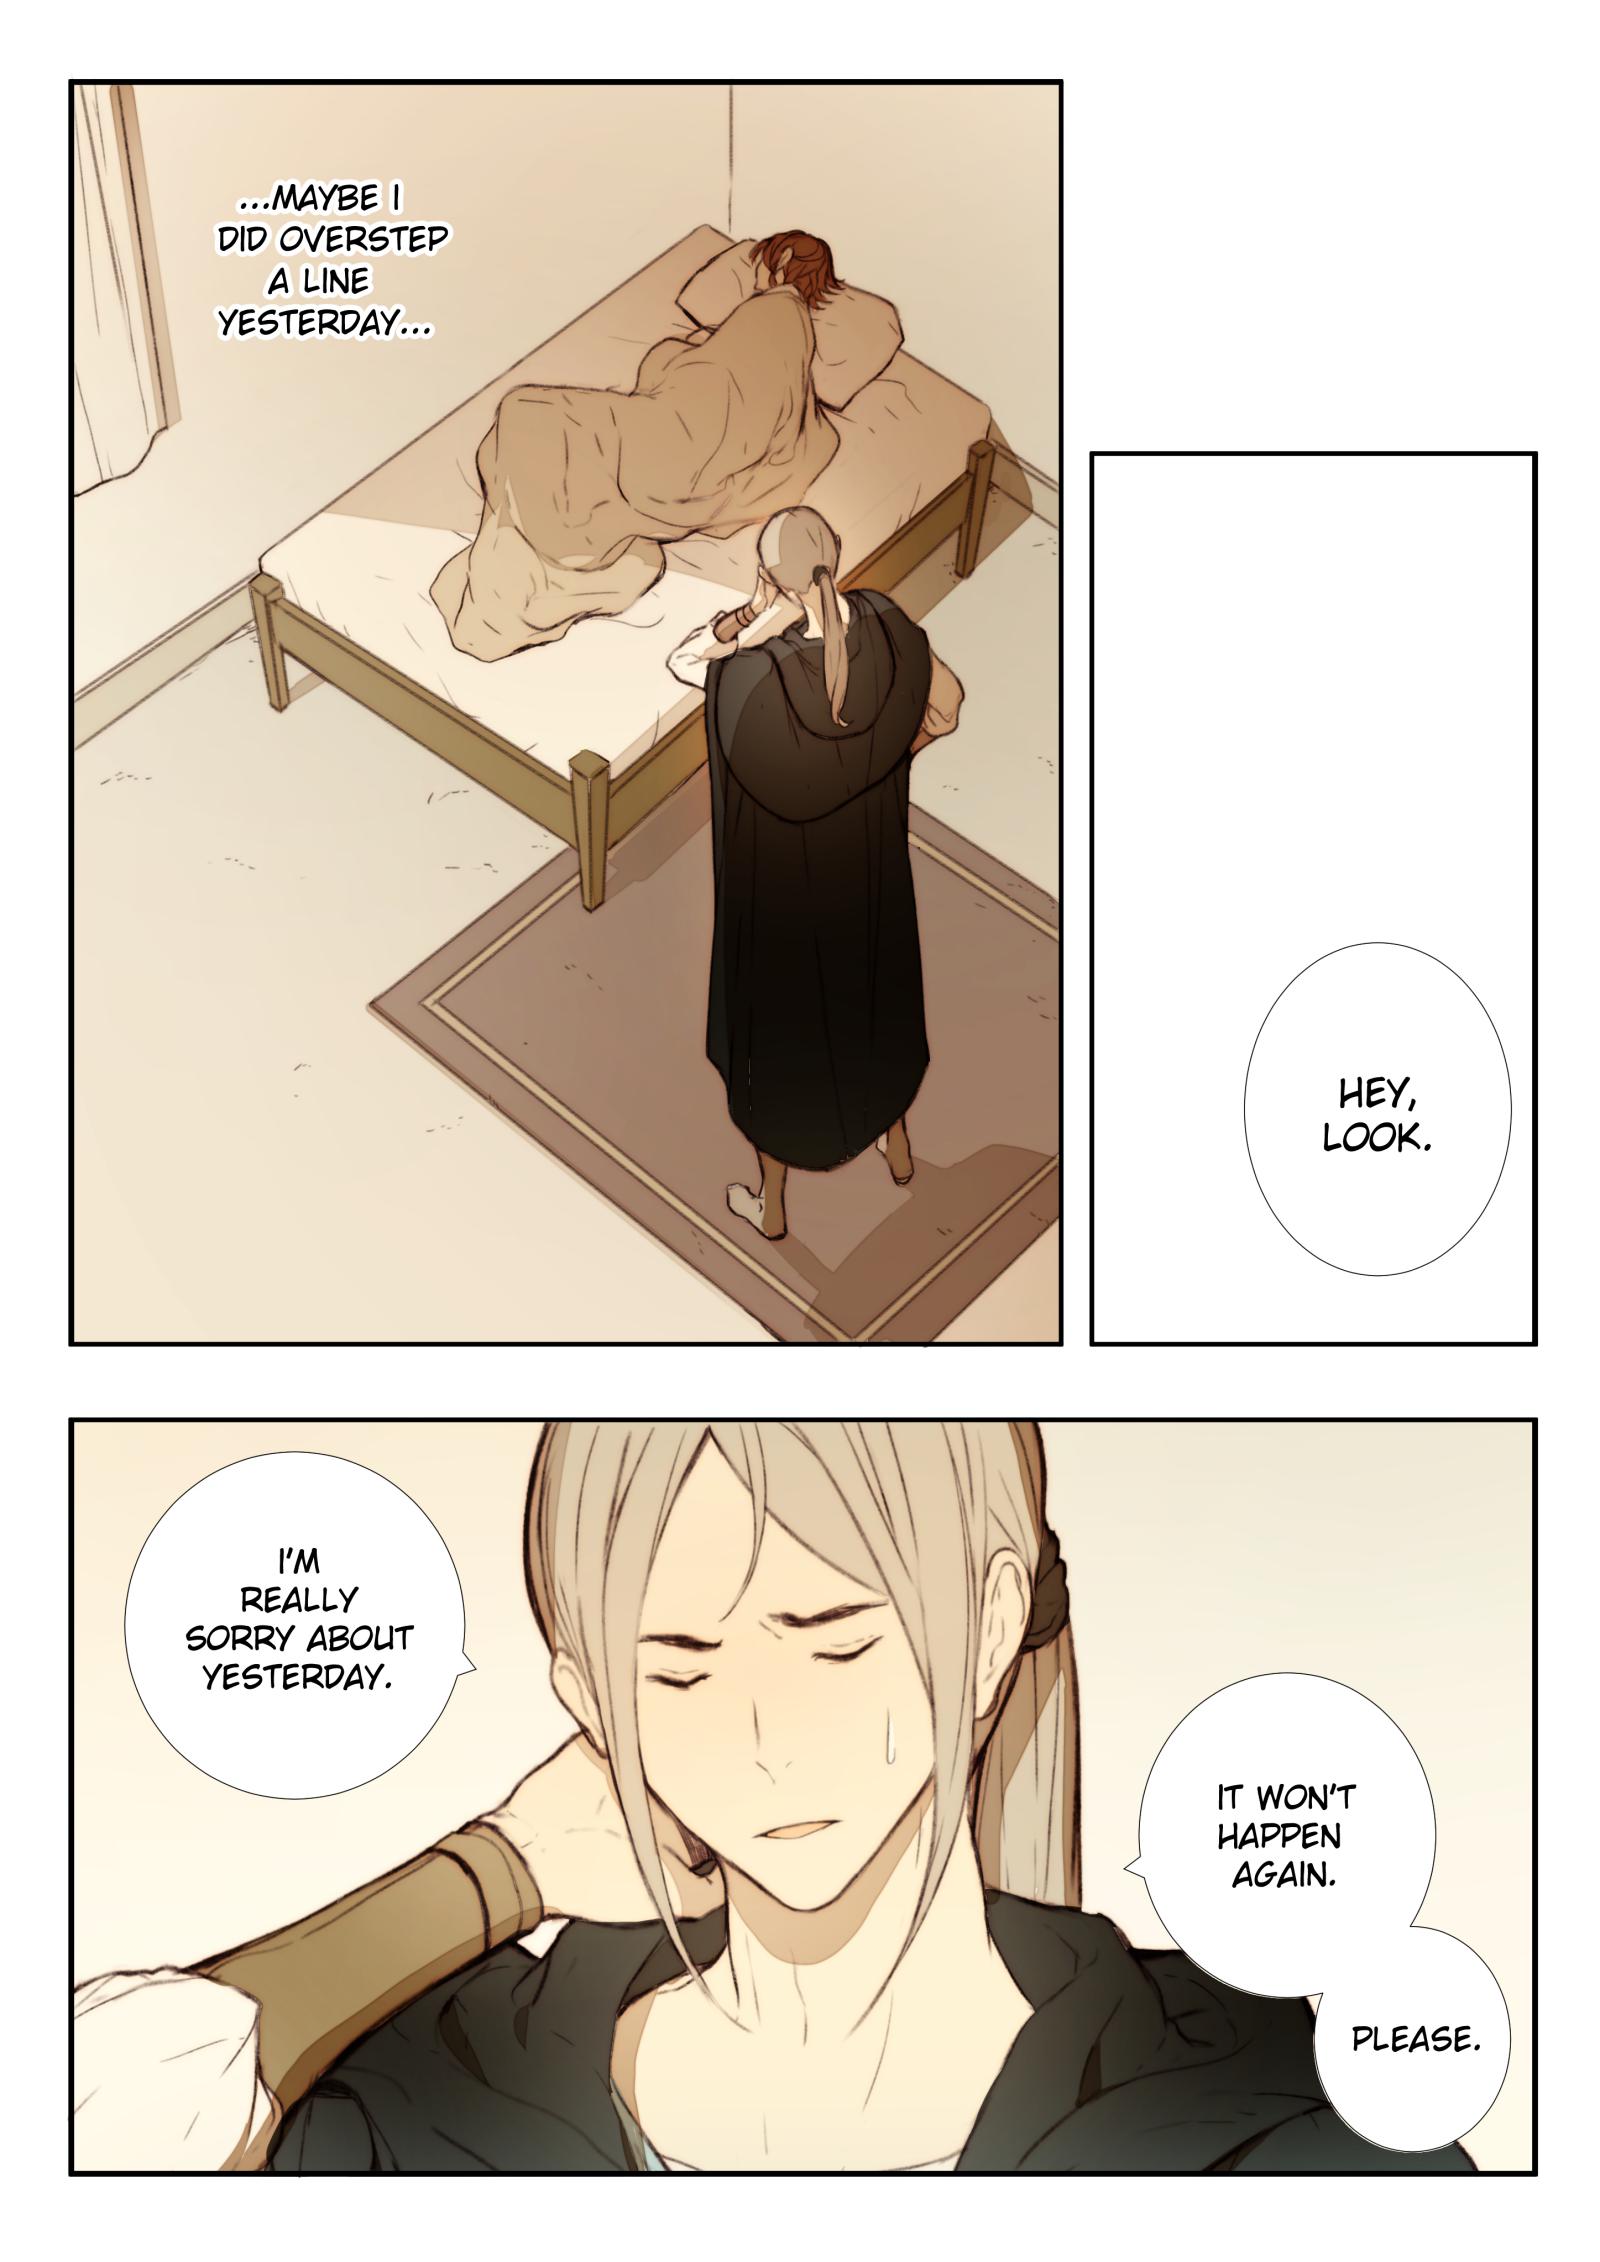 ...MAYBE I
DID OVERSTEP
A LINE
YESTERDAY...
HEY,
LOOK.
I'M
REALLY
SORRY ABOUT
YESTERDAY.
IT WON'T
HAPPEN
AGAIN.
PLEASE.